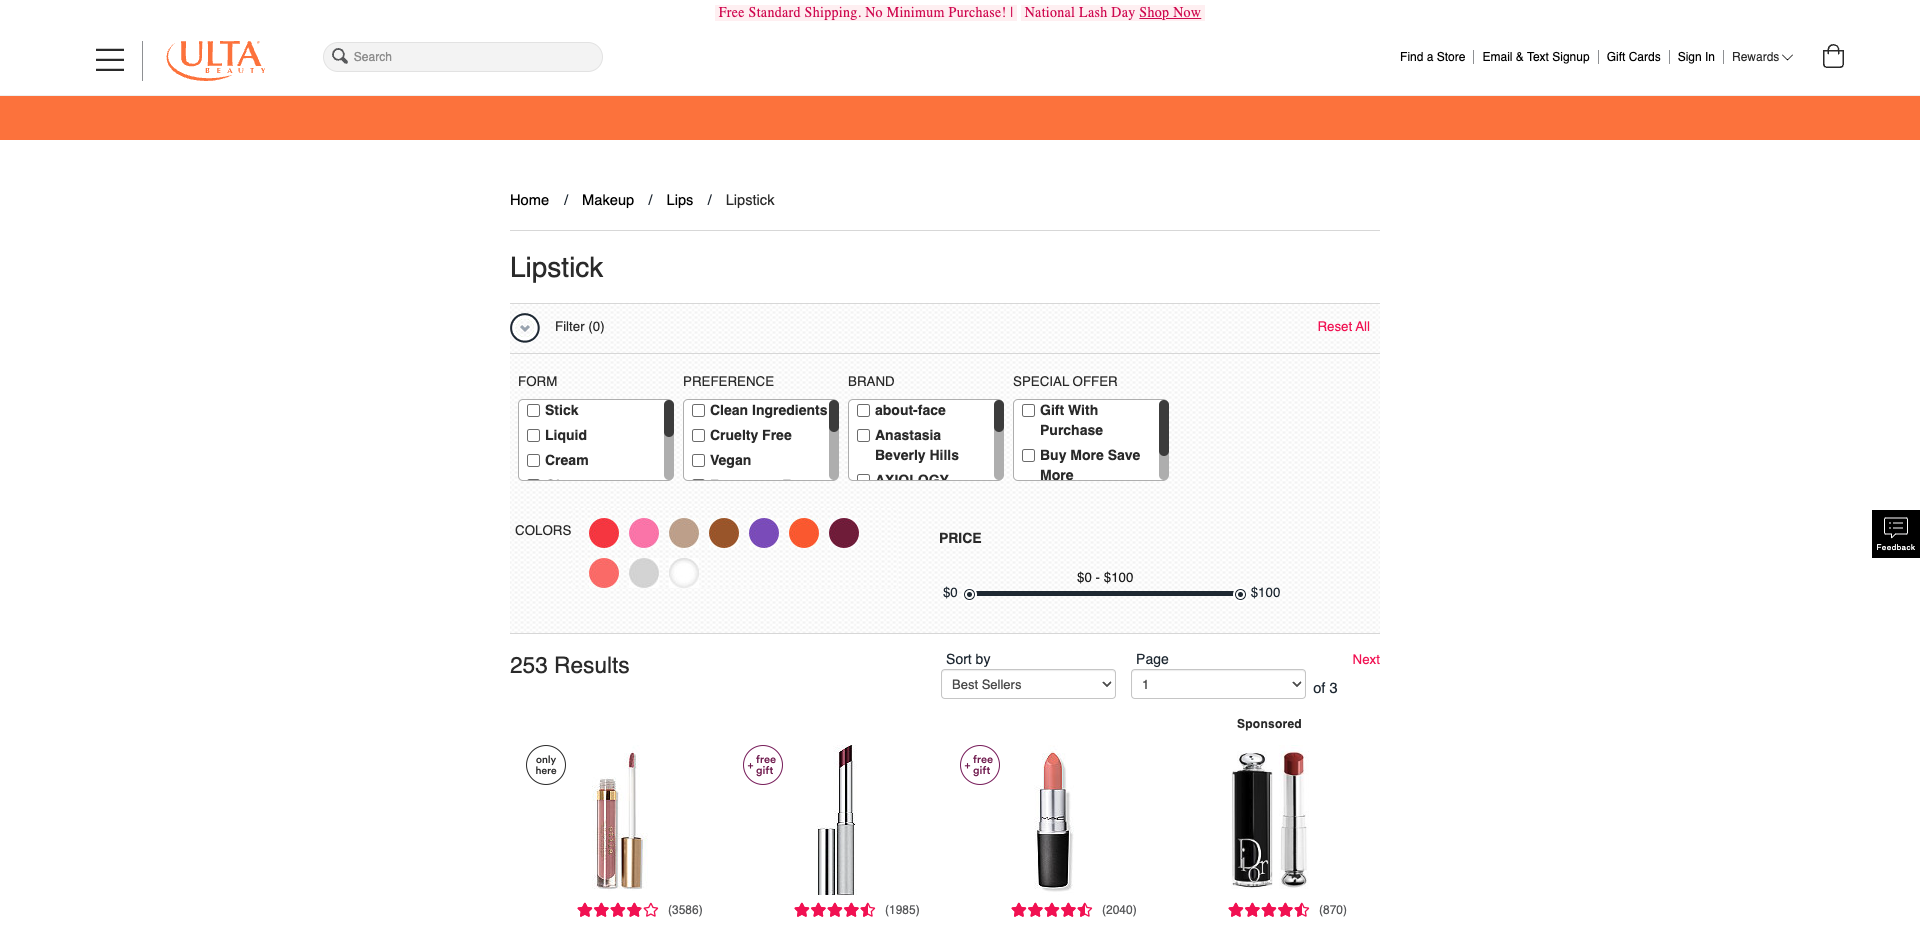 Free Standard Shipping. No Minimum Purchase! | National Lash Day Shop Now
ULTA
BEAUTY
Search
Find a Store
Email & Text Signup
Gift Cards
Sign In
Rewards
Home / Makeup / Lips / Lipstick
Lipstick
Filter (0)
Reset All
FORM
Stick
Liquid
Cream
PREFERENCE
Clean Ingredients
Cruelty Free
Vegan
BRAND
about-face
Anastasia
Beverly Hills
AXIOLOGY
SPECIAL OFFER
Gift With
Purchase
Buy More Save
More
COLORS
PRICE
$0 - $100
$0
$100
Feedback
253 Results
Sort by
Best Sellers
Page
1
of 3
Next
Sponsored
only
here
+ free
gift
+ free
gift
MAC
Dior
(3586)
(1985)
(2040)
(870)